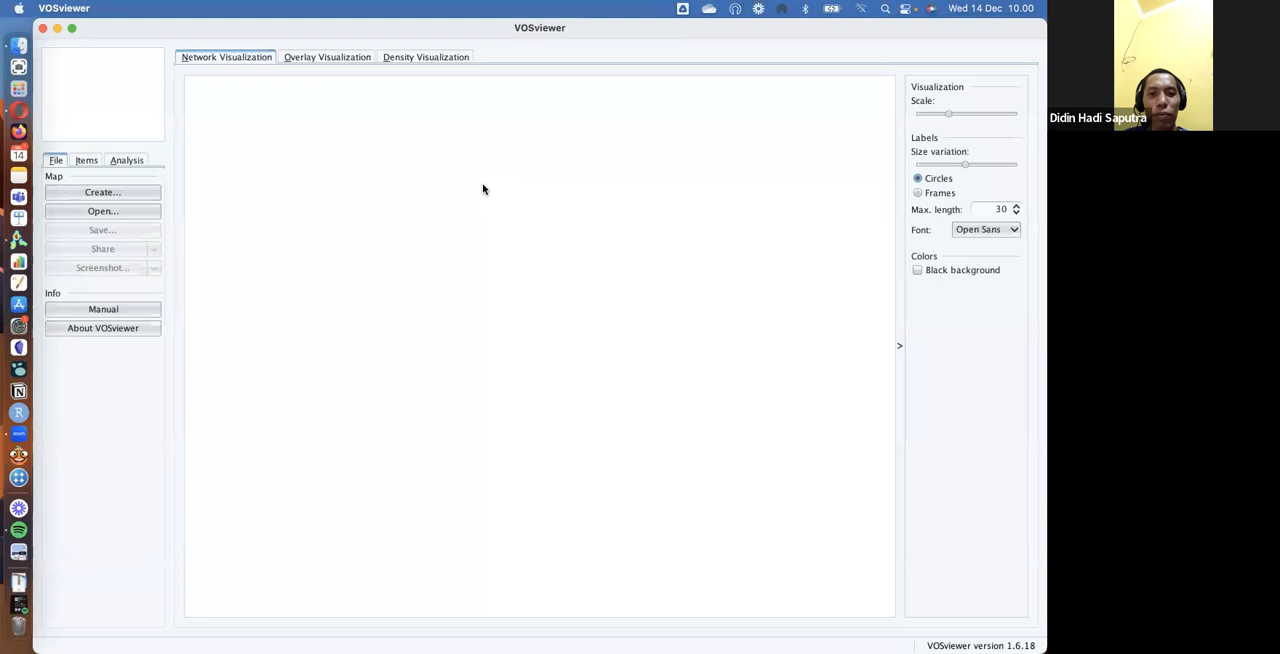 VOSviewer
Wed 14 Dec 10.00
VOSviewer
Network Visualization
Overlay Visualization
Density Visualization
File
Items
Analysis
Map
Create...
Open...
Save...
Share
Screenshot...
Info
Manual
About VOSviewer
Visualization
Scale:
Labels
Size variation:
Circles
Frames
Max. length: 30
Font: Open Sans
Colors
Black background
>
VOSviewer version 1.6.18
Didin Hadi Saputra
14
zoom